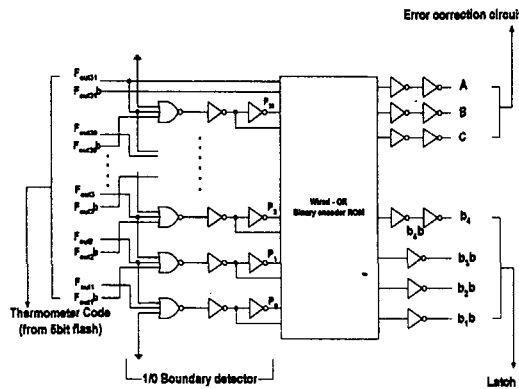 Error correction circuit
Fout31
Fout31b
P30
Fout30
Fout30b
Fout3
Fout3b
P2
Fout2
Fout2b
P1
Fout1
Fout1b
P0
Wired - OR
Binary encoder ROM
A
B
C
b4
b4b
b3b
b2b
b1b
Thermometer Code
(from 5bit flash)
1/0 Boundary detector
Latch